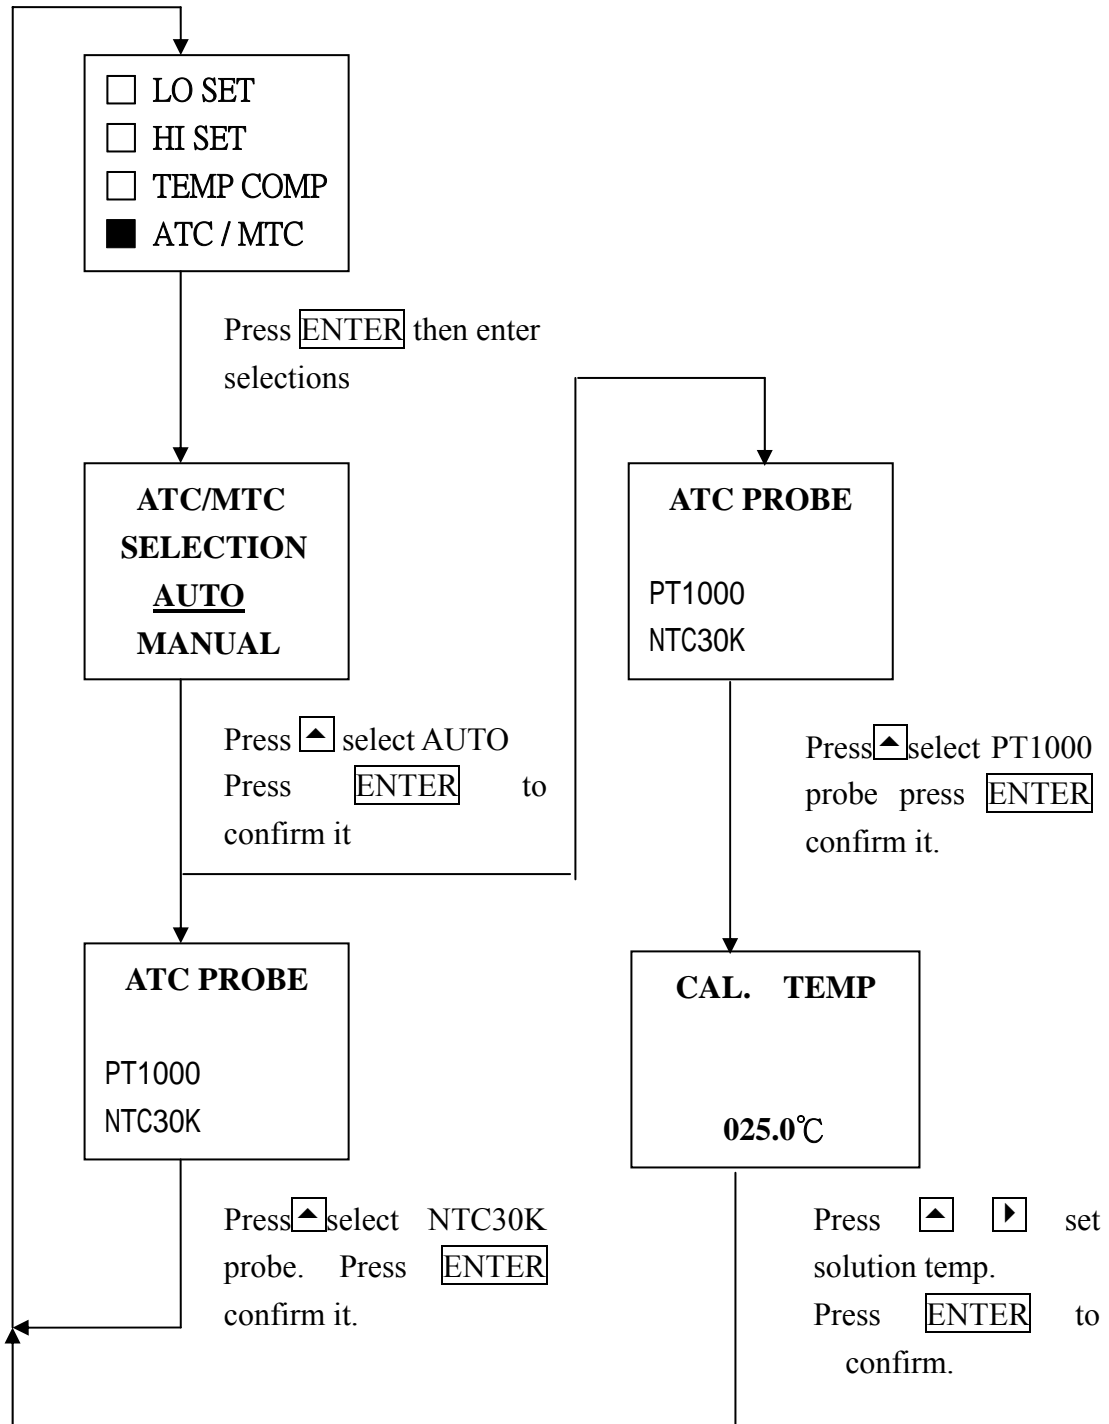 LO SET
HI SET
TEMP COMP
ATC / MTC
Press ENTER then enter
selections
ATC/MTC
SELECTION
AUTO
MANUAL
Press select AUTO
Press ENTER to
confirm it
ATC PROBE
PT1000
NTC30K
Press select PT1000
probe press ENTER
confirm it.
ATC PROBE
PT1000
NTC30K
Press select NTC30K
probe. Press ENTER
confirm it.
CAL. TEMP
025.0℃
Press set
solution temp.
Press ENTER to
confirm.